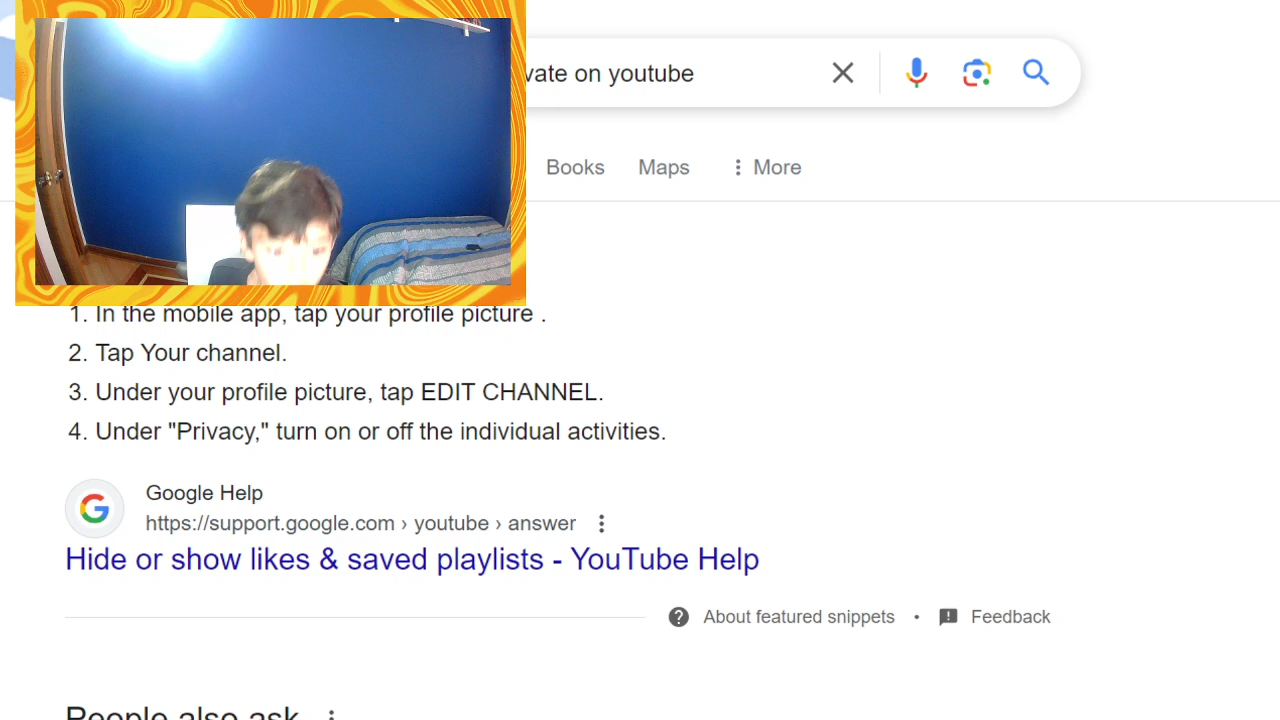 vate on youtube
Books Maps More
1. In the mobile app, tap your profile picture .
2. Tap Your channel.
3. Under your profile picture, tap EDIT CHANNEL.
4. Under "Privacy," turn on or off the individual activities.
Google Help
https://support.google.com › youtube › answer
Hide or show likes & saved playlists - YouTube Help
About featured snippets • Feedback
People also ask